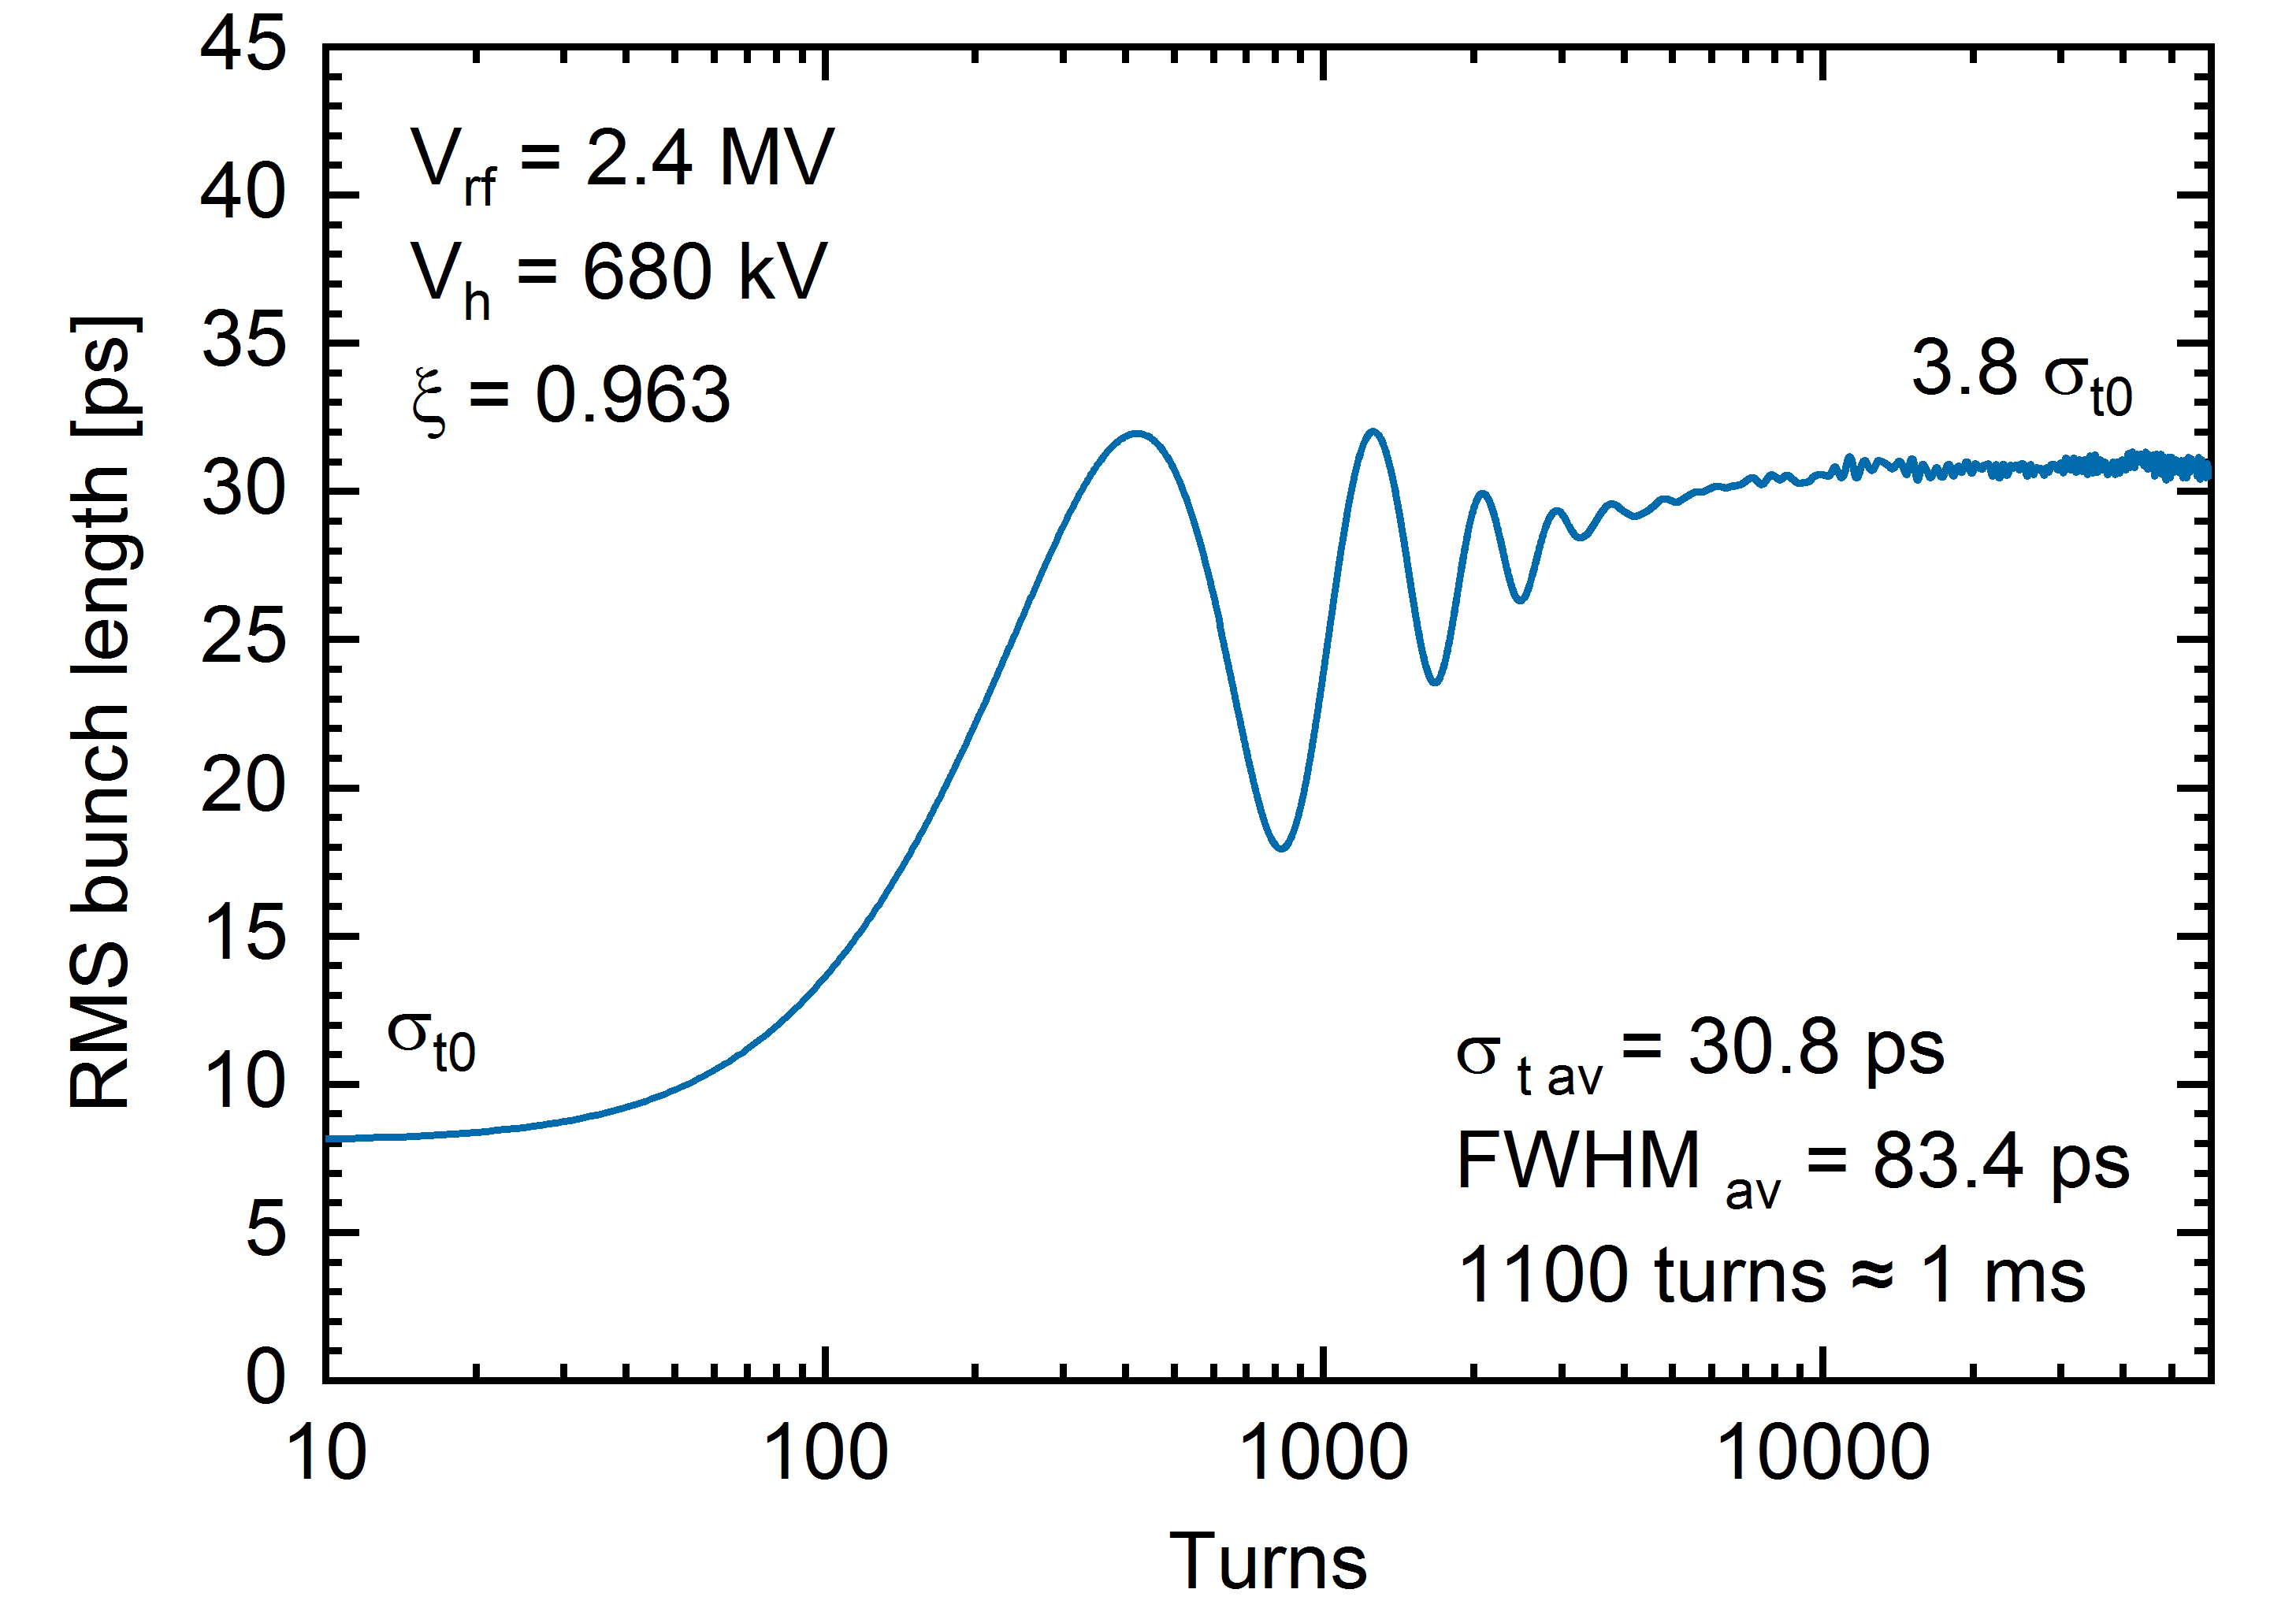 45
40
35
30
25
20
15
10
5
0
RMS bunch length [ps]
V_rf = 2.4 MV
V_h = 680 kV
ξ = 0.963
3.8 σ_t0
σ_t0
σ_t av = 30.8 ps
FWHM_av = 83.4 ps
1100 turns ≈ 1 ms
10 100 1000 10000
Turns